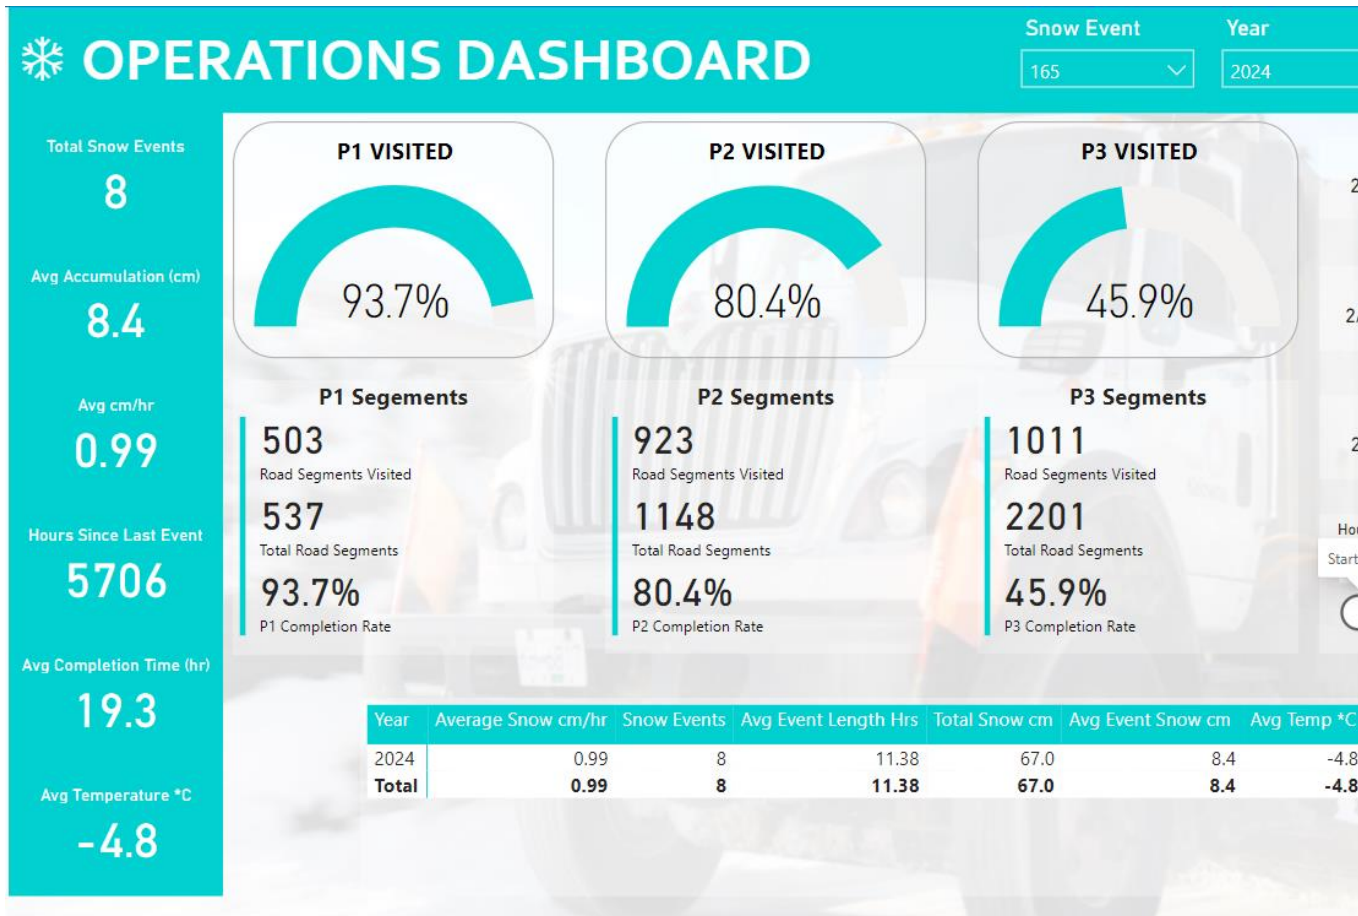 OPERATIONS DASHBOARD
Snow Event
Year
165
2024
Total Snow Events
8
Avg Accumulation (cm)
8.4
Avg cm/hr
0.99
Hours Since Last Event
5706
Avg Completion Time (hr)
19.3
Avg Temperature *C
-4.8
P1 VISITED
93.7%
P2 VISITED
80.4%
P3 VISITED
45.9%
P1 Segements
503
Road Segments Visited
537
Total Road Segments
93.7%
P1 Completion Rate
P2 Segments
923
Road Segments Visited
1148
Total Road Segments
80.4%
P2 Completion Rate
P3 Segments
1011
Road Segments Visited
2201
Total Road Segments
45.9%
P3 Completion Rate
Start
Year Average Snow cm/hr Snow Events Avg Event Length Hrs Total Snow cm Avg Event Snow cm Avg Temp *C
2024 0.99 8 11.38 67.0 8.4 -4.8
Total 0.99 8 11.38 67.0 8.4 -4.8